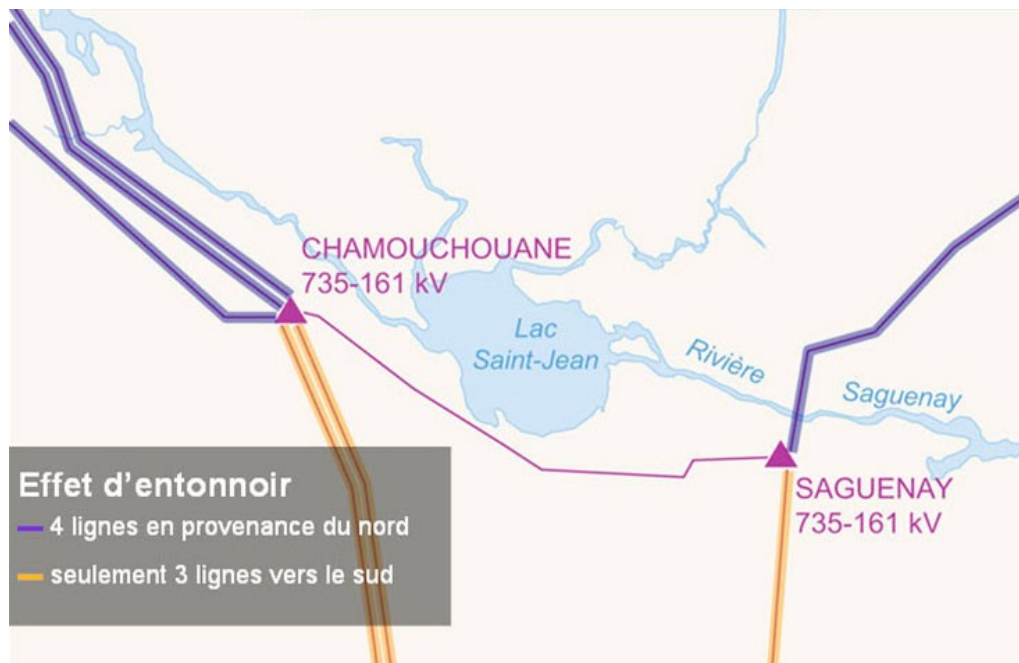 CHAMOUCHOUANE
735-161 kV
Lac
Saint-Jean
Rivière
Saguenay
SAGUENAY
735-161 kV
Effet d'entonnoir
4 lignes en provenance du nord
seulement 3 lignes vers le sud